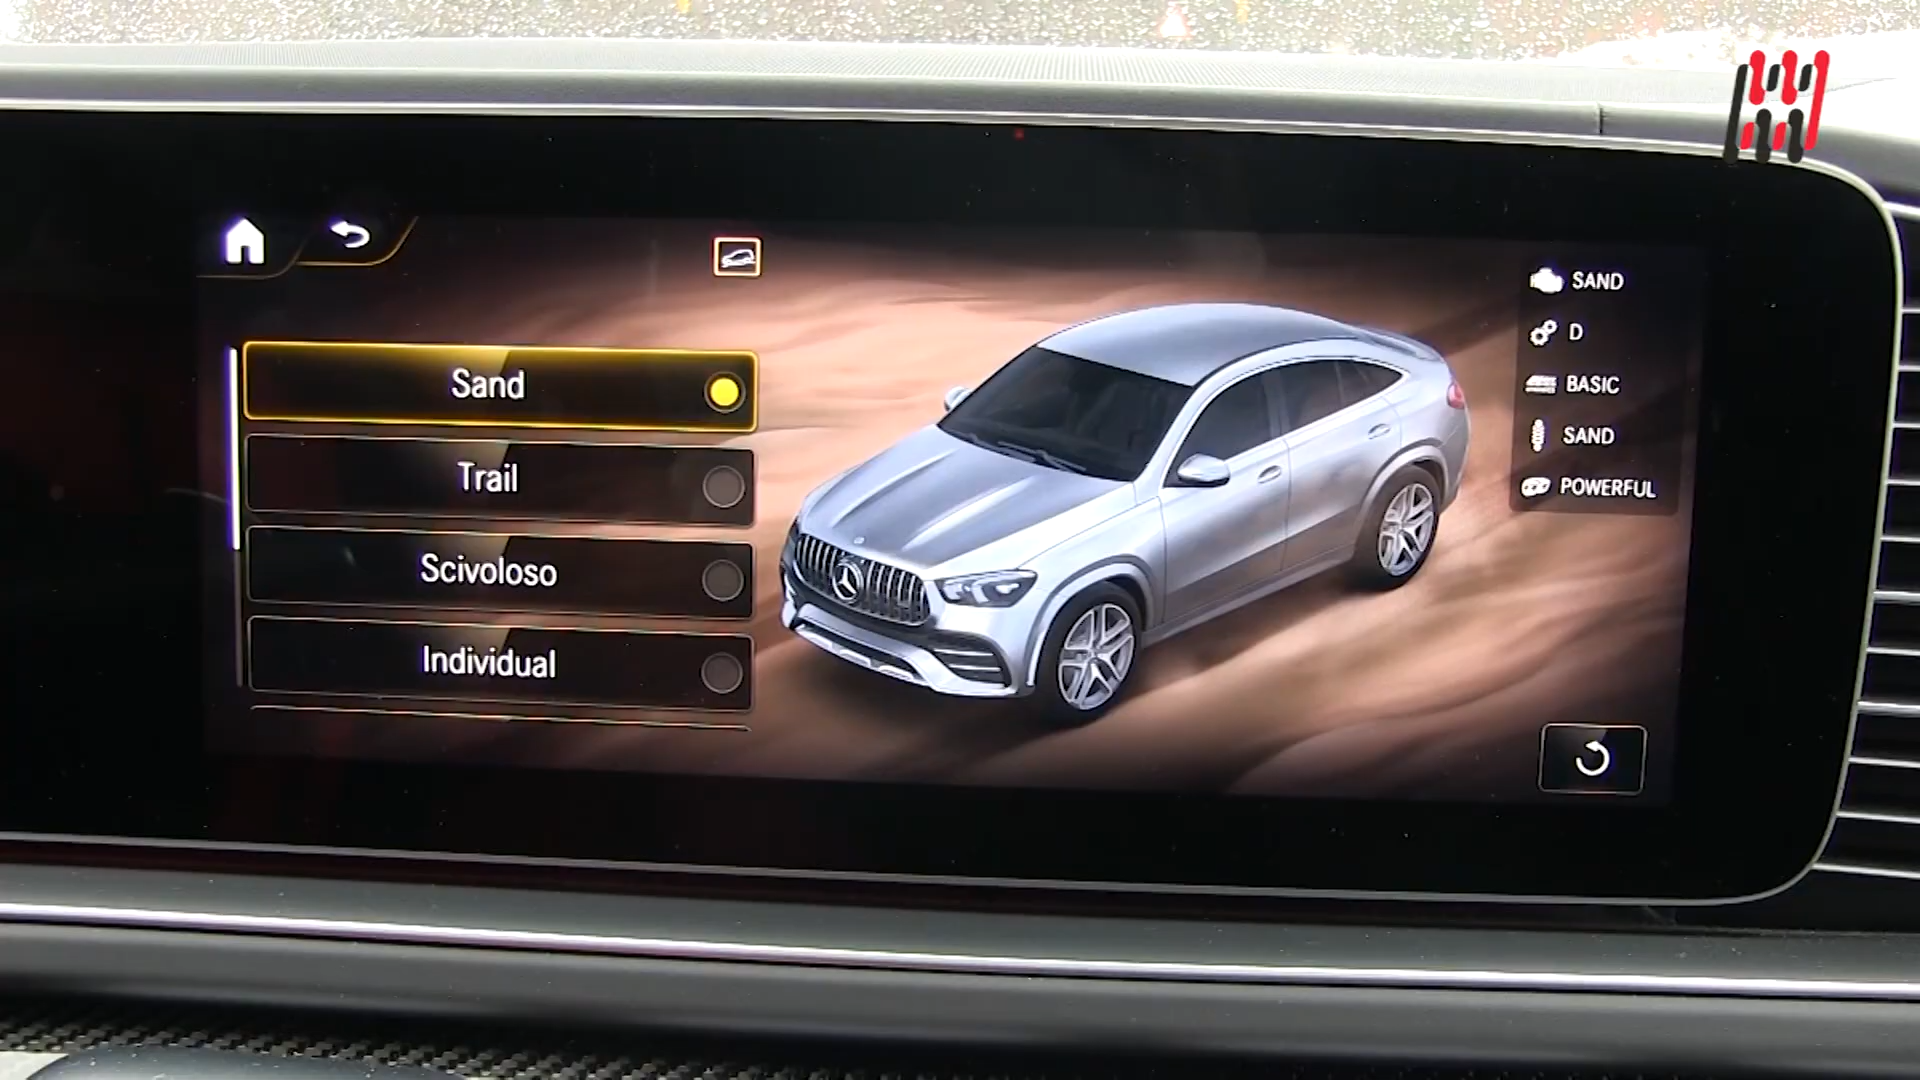 Sand
Trail
Scivoloso
Individual
SAND
D
BASIC
SAND
POWERFUL